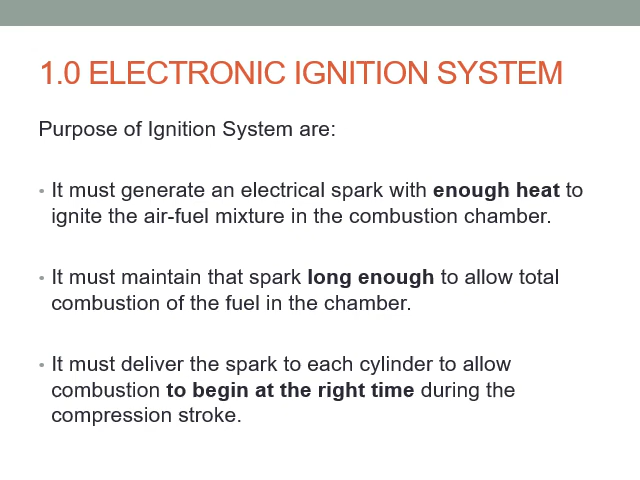 1.0 ELECTRONIC IGNITION SYSTEM
Purpose of Ignition System are:
• It must generate an electrical spark with enough heat to
ignite the air-fuel mixture in the combustion chamber.
• It must maintain that spark long enough to allow total
combustion of the fuel in the chamber.
• It must deliver the spark to each cylinder to allow
combustion to begin at the right time during the
compression stroke.